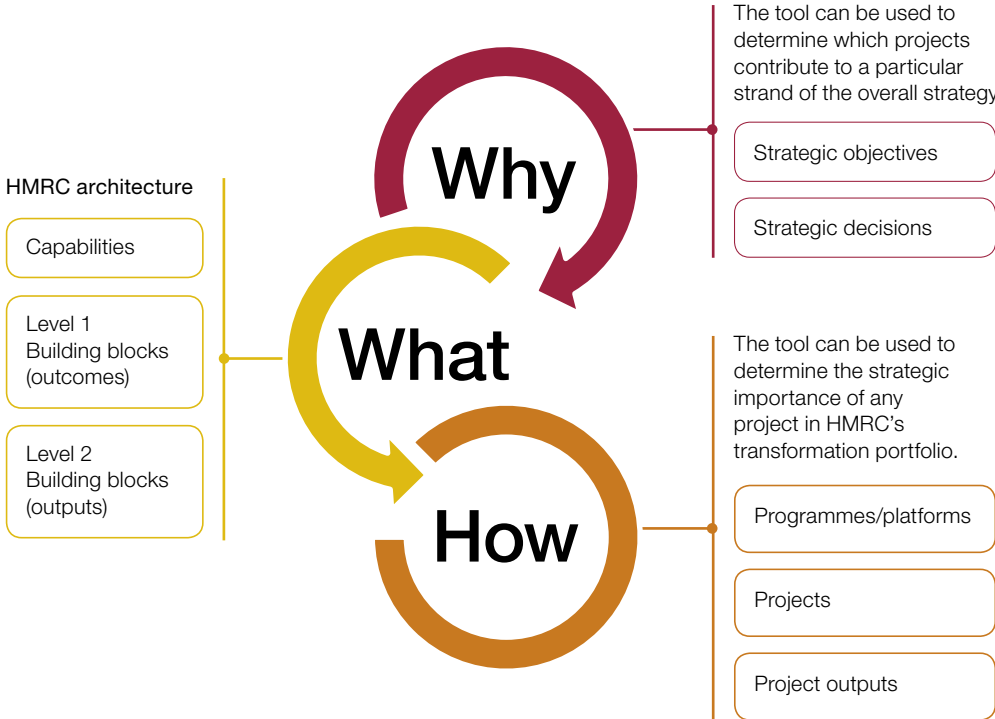 The tool can be used to
determine which projects
contribute to a particular
strand of the overall strategy
Why
Strategic objectives
Strategic decisions
HMRC architecture
Capabilities
Level 1
Building blocks
(outcomes)
Level 2
Building blocks
(outputs)
What
The tool can be used to
determine the strategic
importance of any
project in HMRC’s
transformation portfolio.
How
Programmes/platforms
Projects
Project outputs